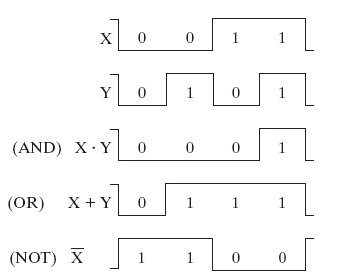 X 0 0 1 1
Y 0 1 0 1
(AND) X · Y 0 0 0 1
(OR) X + Y 0 1 1 1
(NOT) X̅ 1 1 0 0